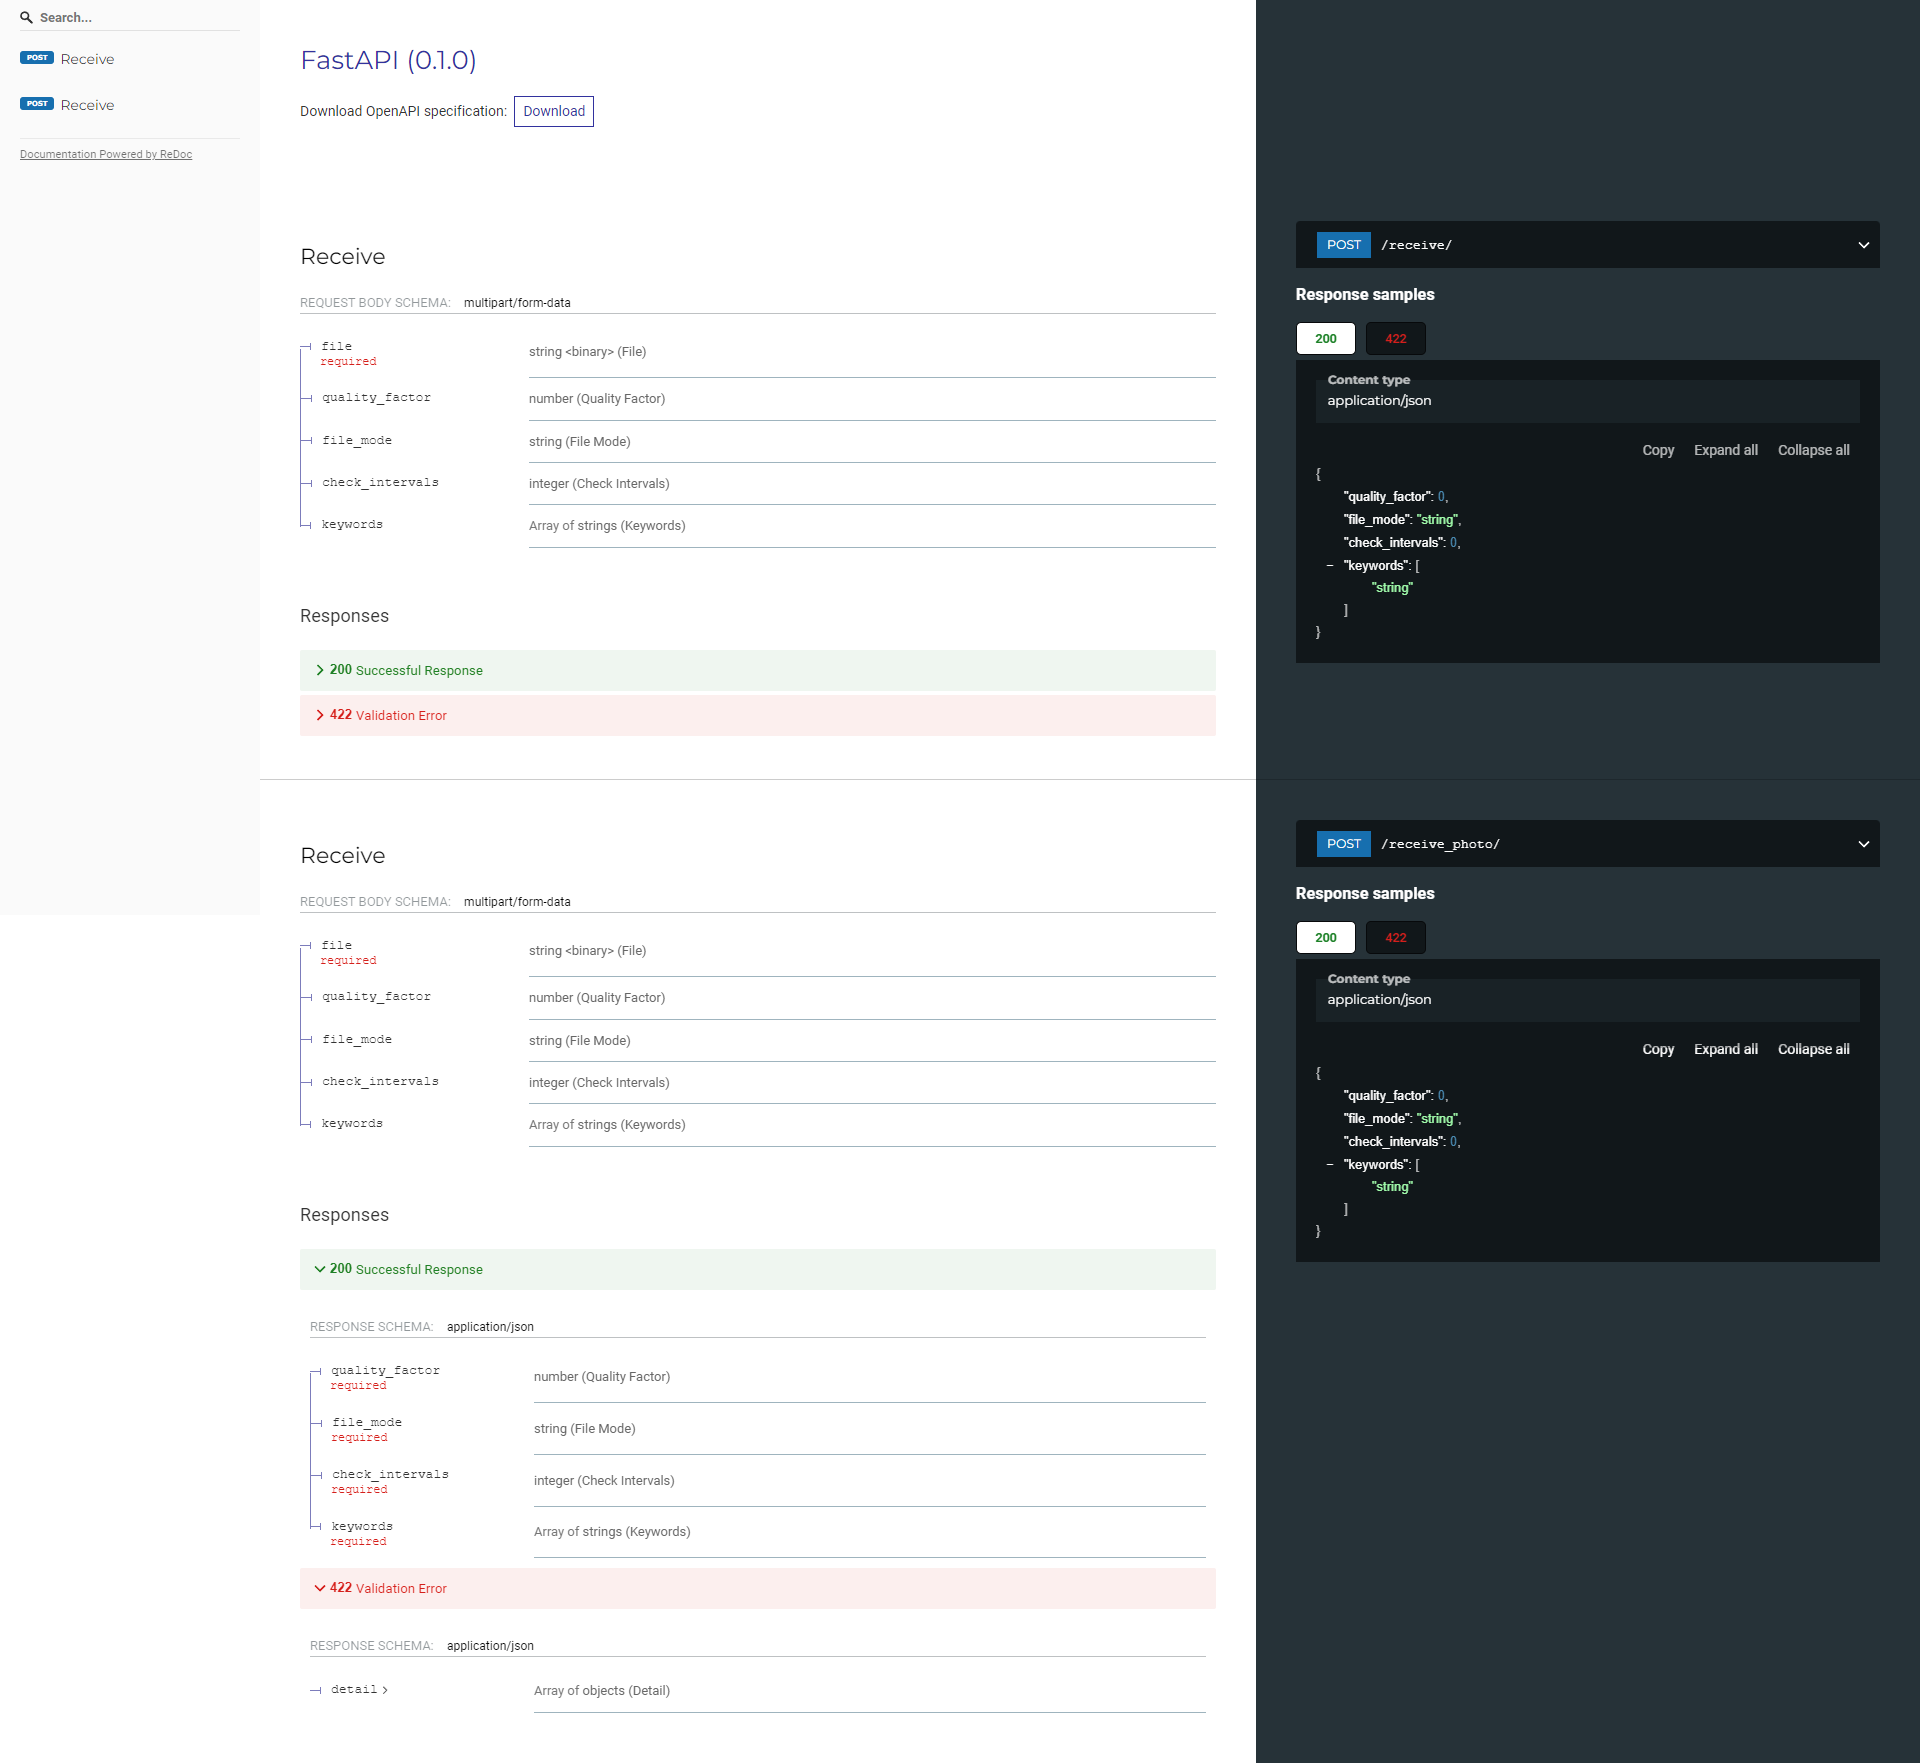 Search...
POST Receive
POST Receive
Documentation Powered by ReDoc
FastAPI (0.1.0)
Download OpenAPI specification: Download
Receive
REQUEST BODY SCHEMA: multipart/form-data
file
required
string <binary> (File)
quality_factor
number (Quality Factor)
file_mode
string (File Mode)
check_intervals
integer (Check Intervals)
keywords
Array of strings (Keywords)
Responses
200 Successful Response
422 Validation Error
POST /receive/
Response samples
200 422
Content type
application/json
Copy Expand all Collapse all
{
"quality_factor": 0,
"file_mode": "string",
"check_intervals": 0,
– "keywords": [
"string"
]
}
Receive
REQUEST BODY SCHEMA: multipart/form-data
file
required
string <binary> (File)
quality_factor
number (Quality Factor)
file_mode
string (File Mode)
check_intervals
integer (Check Intervals)
keywords
Array of strings (Keywords)
Responses
200 Successful Response
RESPONSE SCHEMA: application/json
quality_factor
required
number (Quality Factor)
file_mode
required
string (File Mode)
check_intervals
required
integer (Check Intervals)
keywords
required
Array of strings (Keywords)
422 Validation Error
RESPONSE SCHEMA: application/json
detail >
Array of objects (Detail)
POST /receive_photo/
Response samples
200 422
Content type
application/json
Copy Expand all Collapse all
{
"quality_factor": 0,
"file_mode": "string",
"check_intervals": 0,
– "keywords": [
"string"
]
}